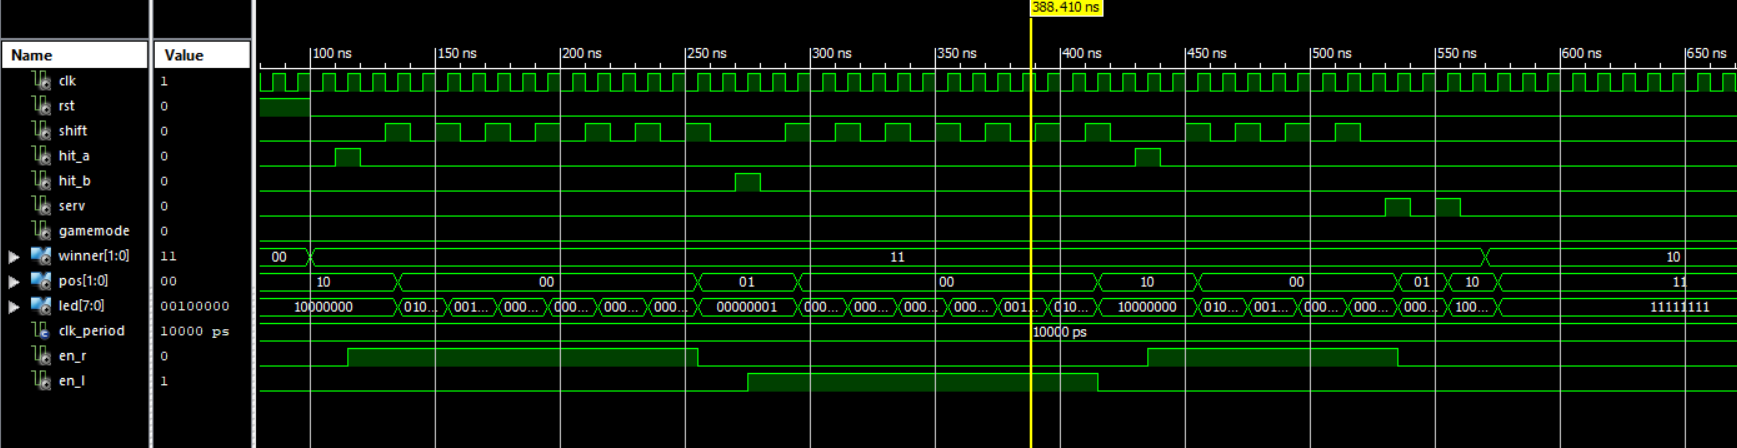 388.410 ns
Name Value 100 ns 150 ns 200 ns 250 ns 300 ns 350 ns 400 ns 450 ns 500 ns 550 ns 600 ns 650 ns
clk 1
rst 0
shift 0
hit_a 0
hit_b 0
serv 0
gamemode 0
winner[1:0] 11 00 11 10
pos[1:0] 00 10 00 01 00 10 00 01 10 11
led[7:0] 00100000 10000000 010... 001... 000... 000... 000... 000... 00000001 000... 000... 000... 000... 001... 010... 10000000 010... 001... 000... 000... 000... 100... 11111111
clk_period 10000 ps 10000 ps
en_r 0
en_l 1